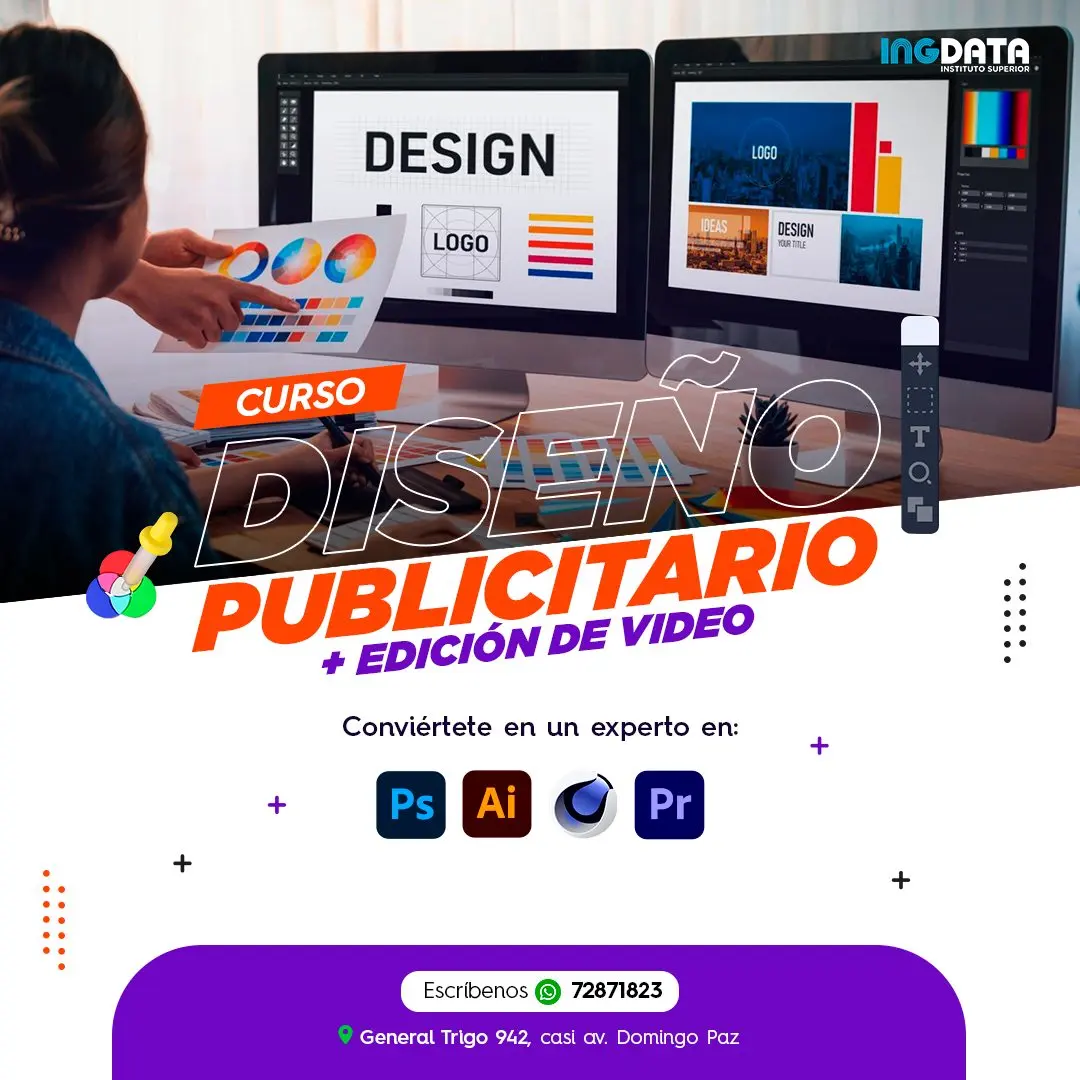 INGDATA
INSTITUTO SUPERIOR
DESIGN
LOGO
LOGO
IDEAS
DESIGN
YOUR TITLE
CURSO
DISEÑO
PUBLICITARIO
+ EDICIÓN DE VIDEO
Conviértete en un experto en:
Ps Ai Pr
Escríbenos 72871823
General Trigo 942, casi av. Domingo Paz